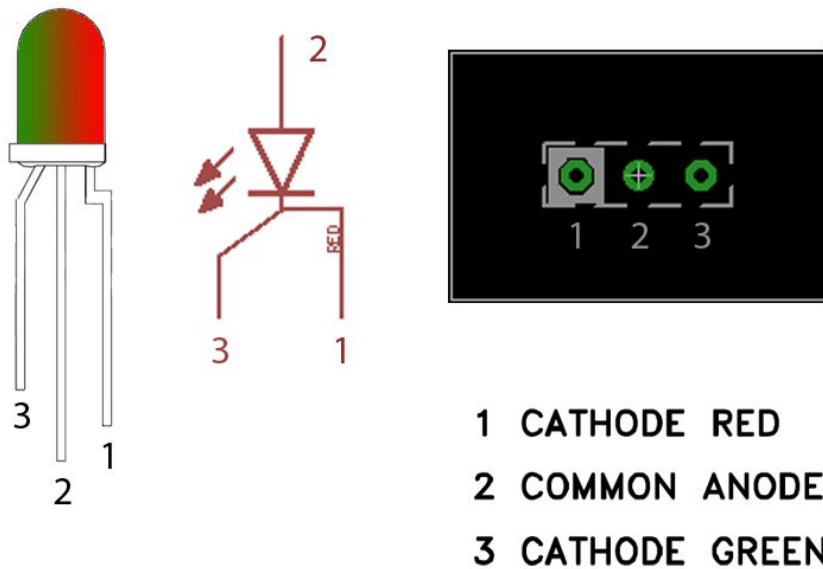 2
RED
3 1
1 2 3
3
1
2
1 CATHODE RED
2 COMMON ANODE
3 CATHODE GREEN